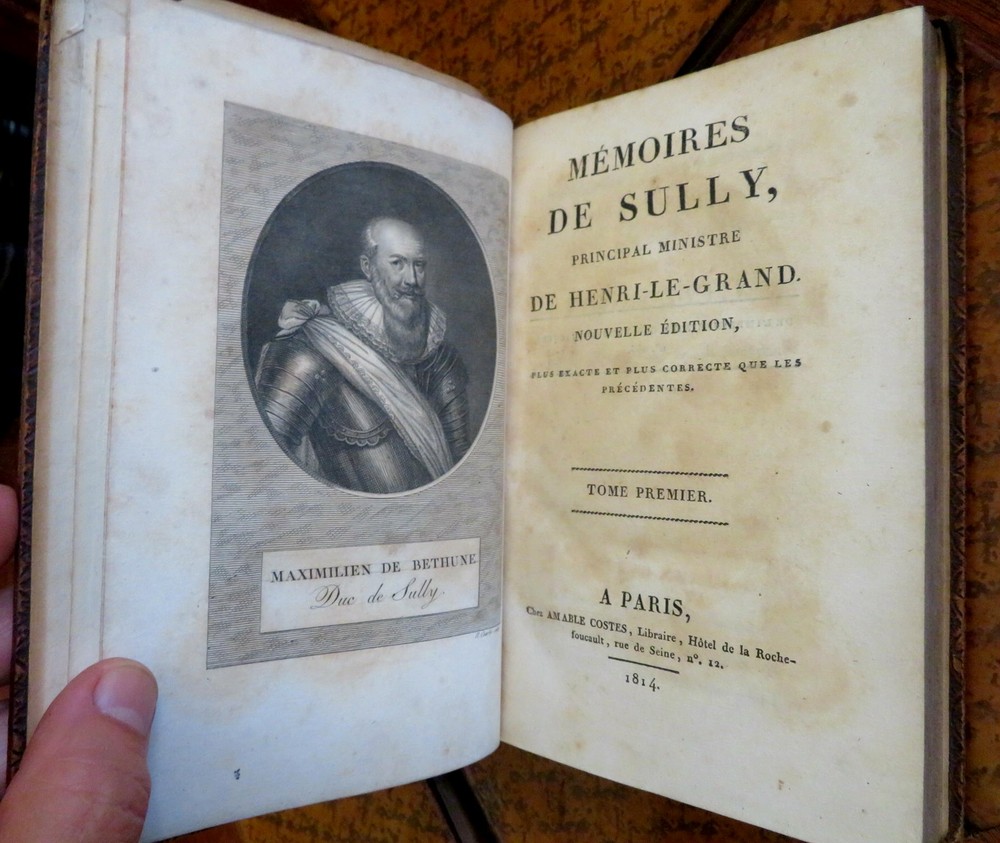 MAXIMILIEN DE BETHUNE
Duc de Sully
MÉMOIRES
DE SULLY,
PRINCIPAL MINISTRE
DE HENRI-LE-GRAND.
NOUVELLE ÉDITION,
PLUS EXACTE ET PLUS CORRECTE QUE LES
PRÉCÉDENTES.
TOME PREMIER.
A PARIS,
Chez AMABLE COSTES, Libraire, Hôtel de la Roche-
foucault, rue de Seine, nº. 12.
1814.